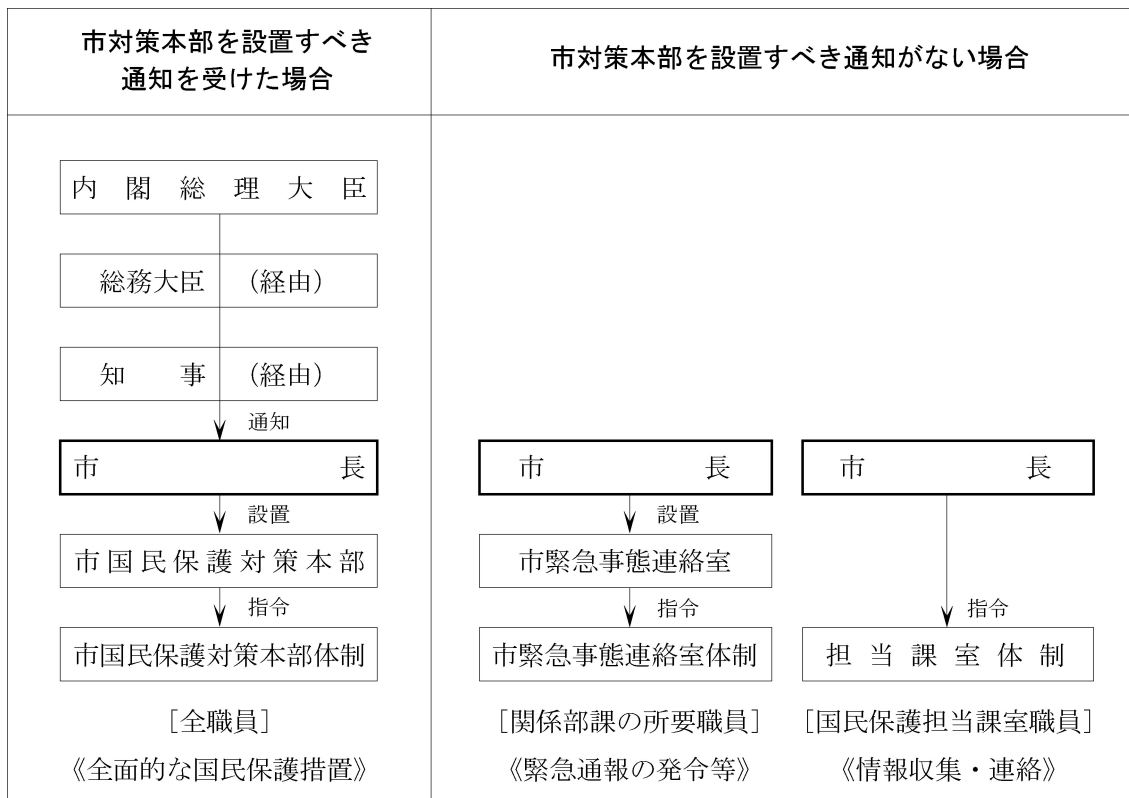 市対策本部を設置すべき
通知を受けた場合
市対策本部を設置すべき通知がない場合
内閣総理大臣
総務大臣 （経由）
知事 （経由）
通知
市長
設置
市国民保護対策本部
指令
市国民保護対策本部体制
［全職員］
《全面的な国民保護措置》
市長
設置
市緊急事態連絡室
指令
市緊急事態連絡室体制
［関係部課の所要職員］
《緊急通報の発令等》
市長
指令
担当課室体制
［国民保護担当課室職員］
《情報収集・連絡》